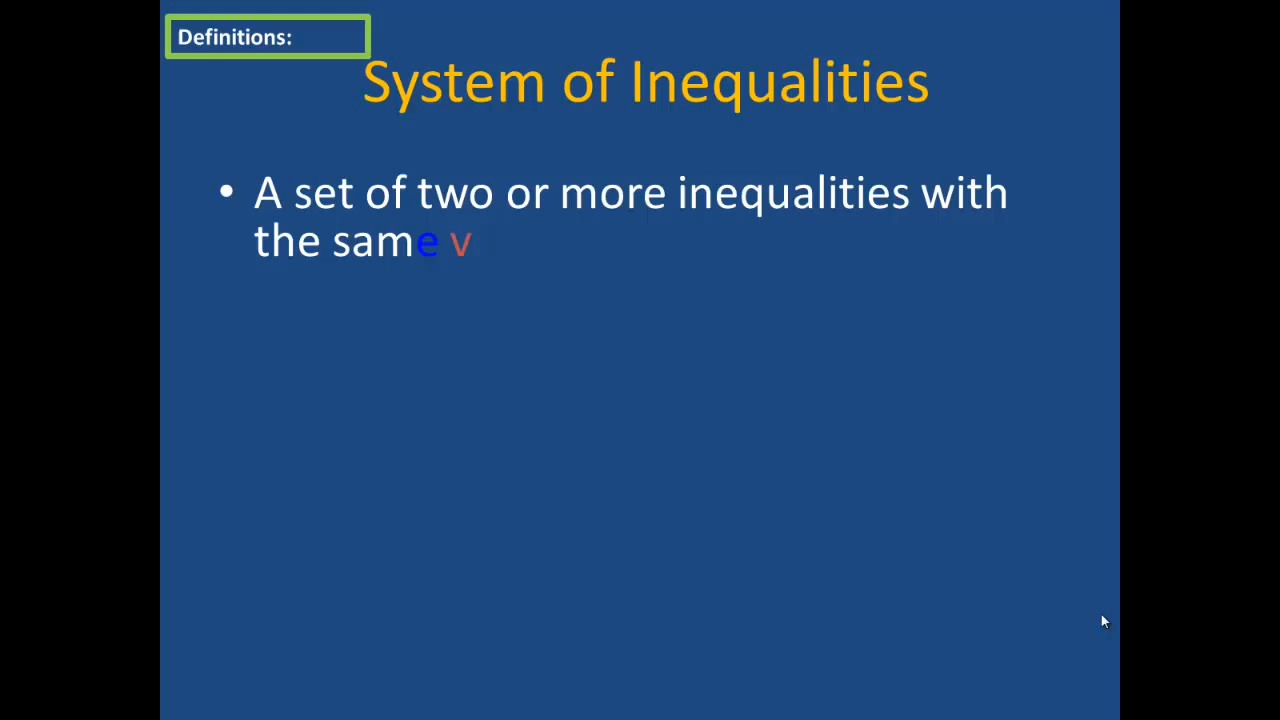 Definitions:
System of Inequalities
• A set of two or more inequalities with
the same v